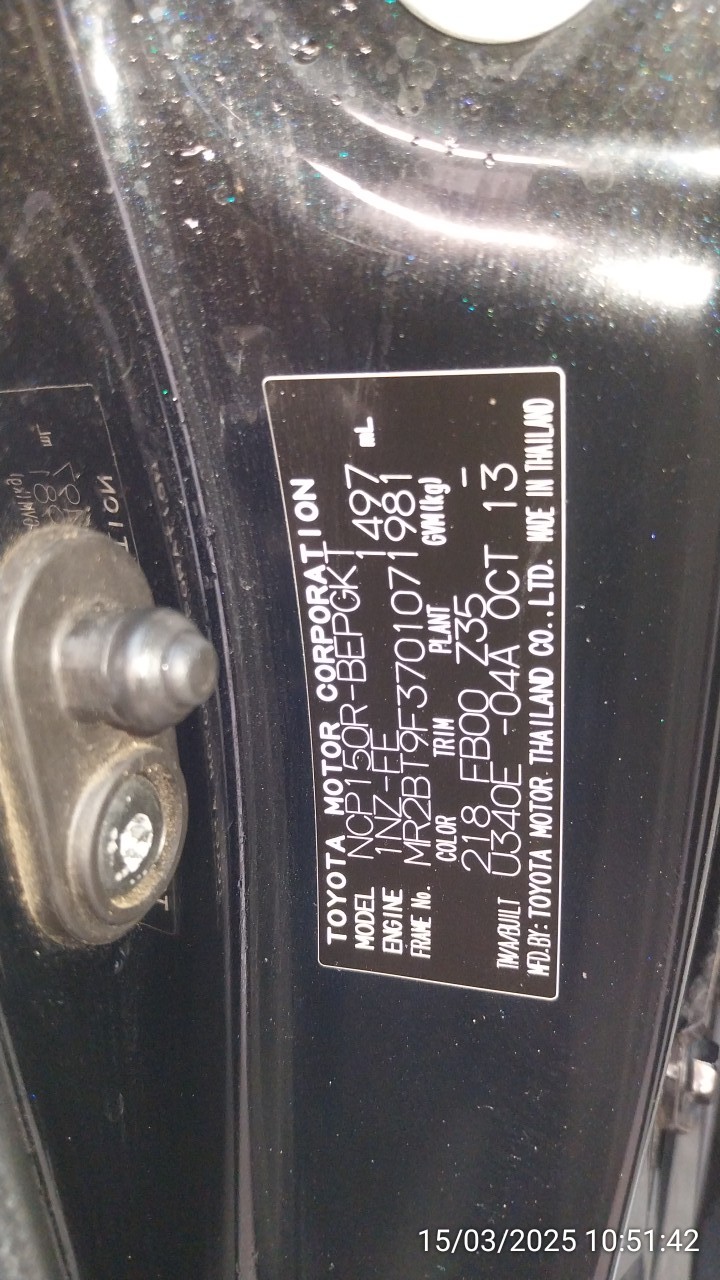 TOYOTA MOTOR CORPORATION
MODEL NCP150R-BEPGKT
ENGINE 1NZ-FE 1497 mL
FRAME No. MR2BT9F3701071981
COLOR TRIM PLANT GVM(kg)
218 FB00 Z35 —
TM/A/BUILT U340E -04A OCT 13
MFD.BY: TOYOTA MOTOR THAILAND CO.,LTD. MADE IN THAILAND
15/03/2025 10:51:42